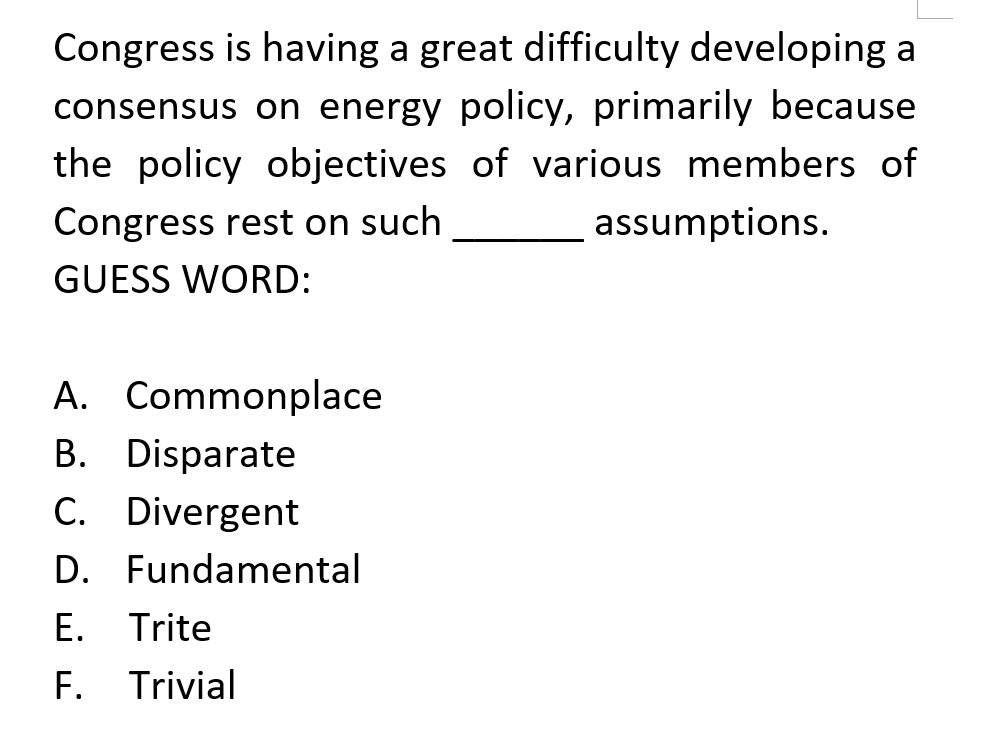 Congress is having a great difficulty developing a
consensus on energy policy, primarily because
the policy objectives of various members of
Congress rest on such ______ assumptions.
GUESS WORD:
A. Commonplace
B. Disparate
C. Divergent
D. Fundamental
E. Trite
F. Trivial